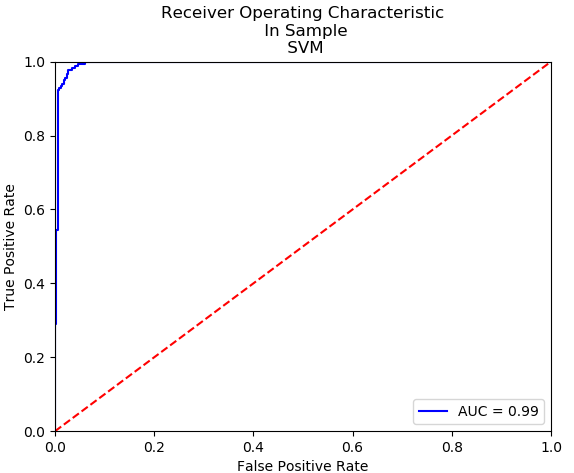 Receiver Operating Characteristic
In Sample
SVM
True Positive Rate
1.0
0.8
0.6
0.4
0.2
0.0
0.0 0.2 0.4 0.6 0.8 1.0
False Positive Rate
AUC = 0.99